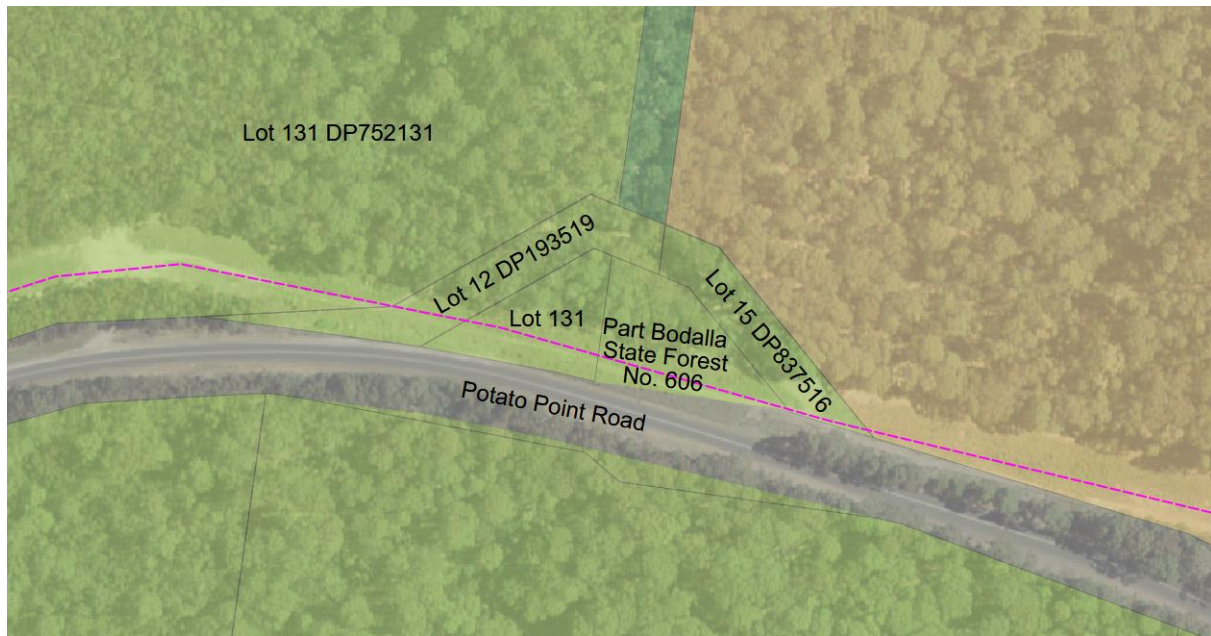 Lot 131 DP752131
Lot 12 DP193519
Lot 15 DP837516
Lot 131
Part Bodalla
State Forest
No. 606
Potato Point Road